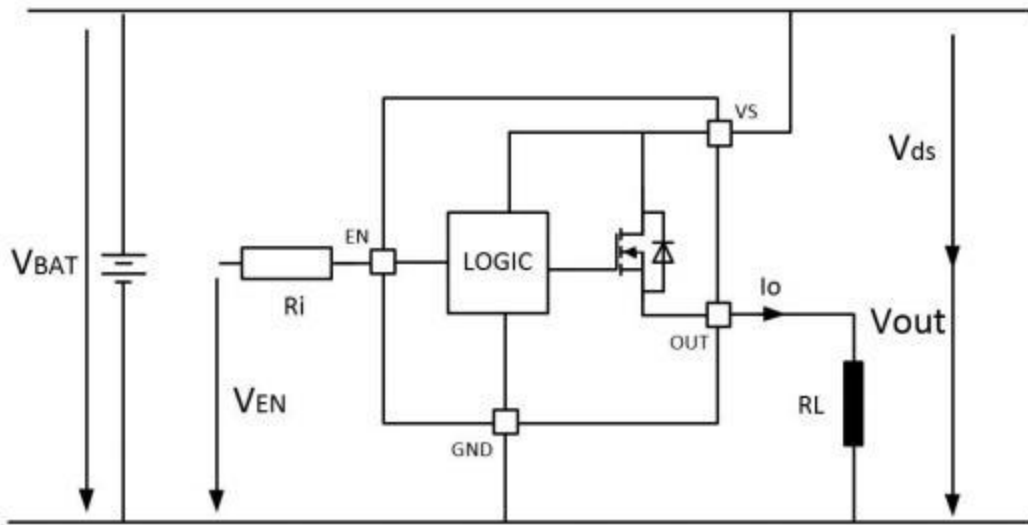 VS
Vds
EN
VBAT
LOGIC
Ri
Io
Vout
OUT
VEN
RL
GND